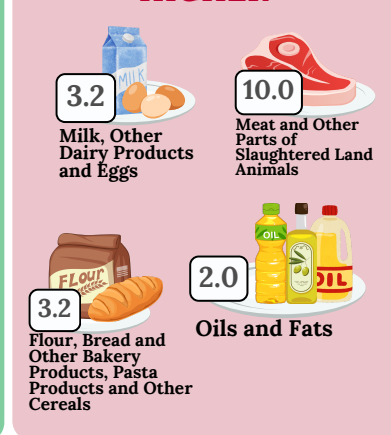 MILK
3.2
Milk, Other
Dairy Products
and Eggs
10.0
Meat and Other
Parts of
Slaughtered Land
Animals
FLOUR
3.2
Flour, Bread and
Other Bakery
Products, Pasta
Products and Other
Cereals
OIL
OIL
2.0
Oils and Fats